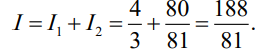 I = I₁ + I₂ = 4/3 + 80/81 = 188/81.